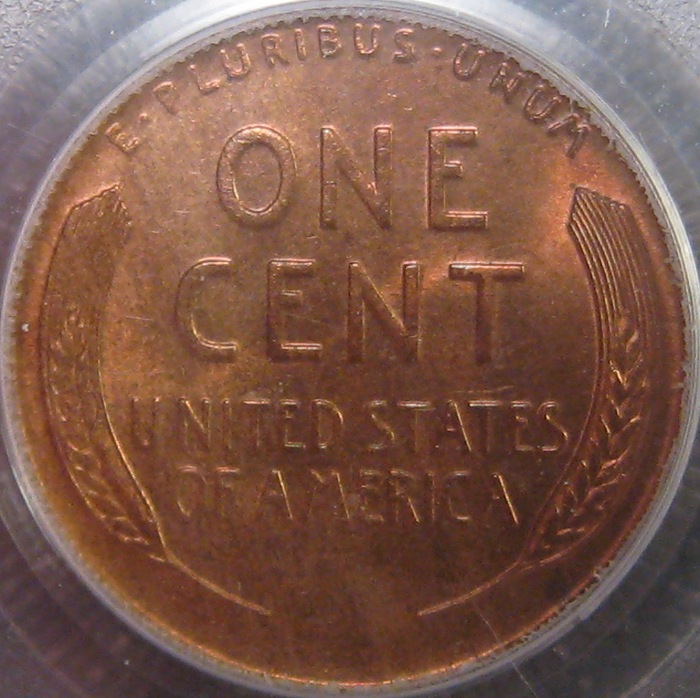 E·PLURIBUS·UNUM
ONE
CENT
UNITED STATES
OF AMERICA